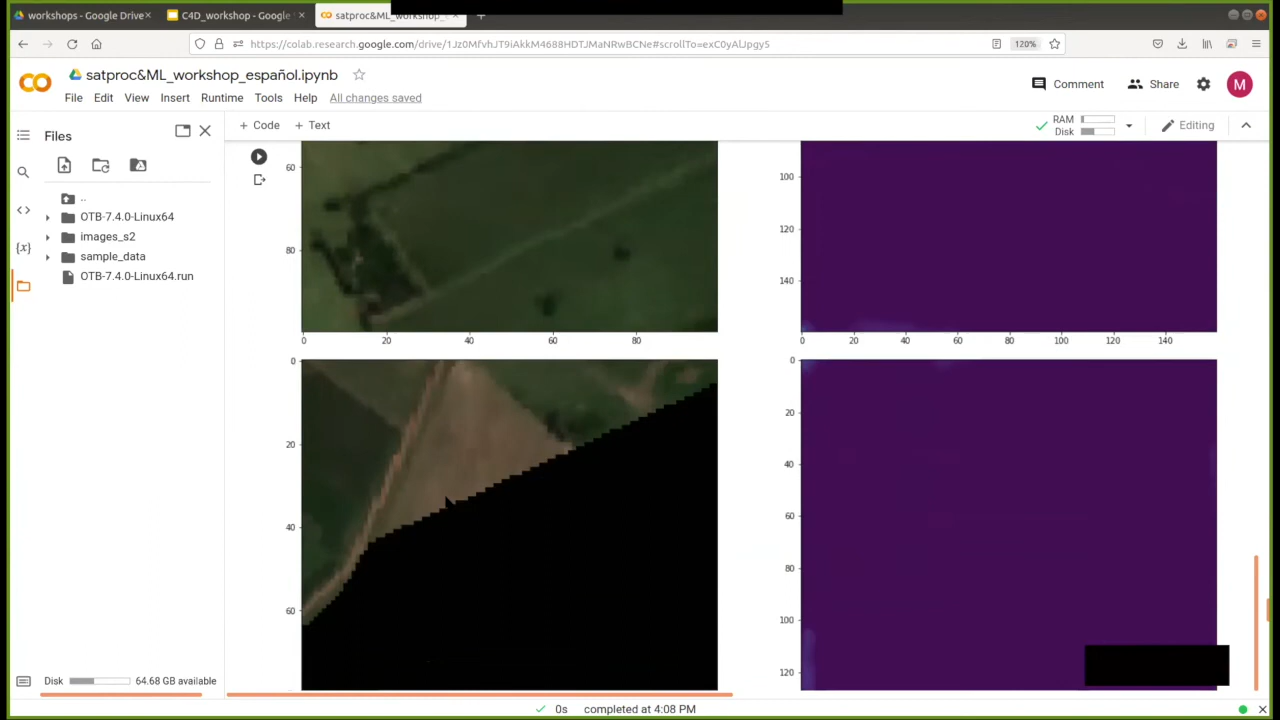 workshops - Google Drive
C4D_workshop - Google
satproc&ML_workshop_
https://colab.research.google.com/drive/1Jz0MfvhJT9iAkkM4688HDTJMaNRwBCNe#scrollTo=exC0yAlJpgy5
120%
satproc&ML_workshop_español.ipynb
File Edit View Insert Runtime Tools Help All changes saved
Comment
Share
M
Files
+ Code + Text
RAM
Disk
Editing
..
OTB-7.4.0-Linux64
images_s2
sample_data
OTB-7.4.0-Linux64.run
{x}
60
80
0 20 40 60 80
100
120
140
0 20 40 60 80 100 120 140
0
20
40
60
0
20
40
60
80
100
120
Disk 64.68 GB available
0s completed at 4:08 PM